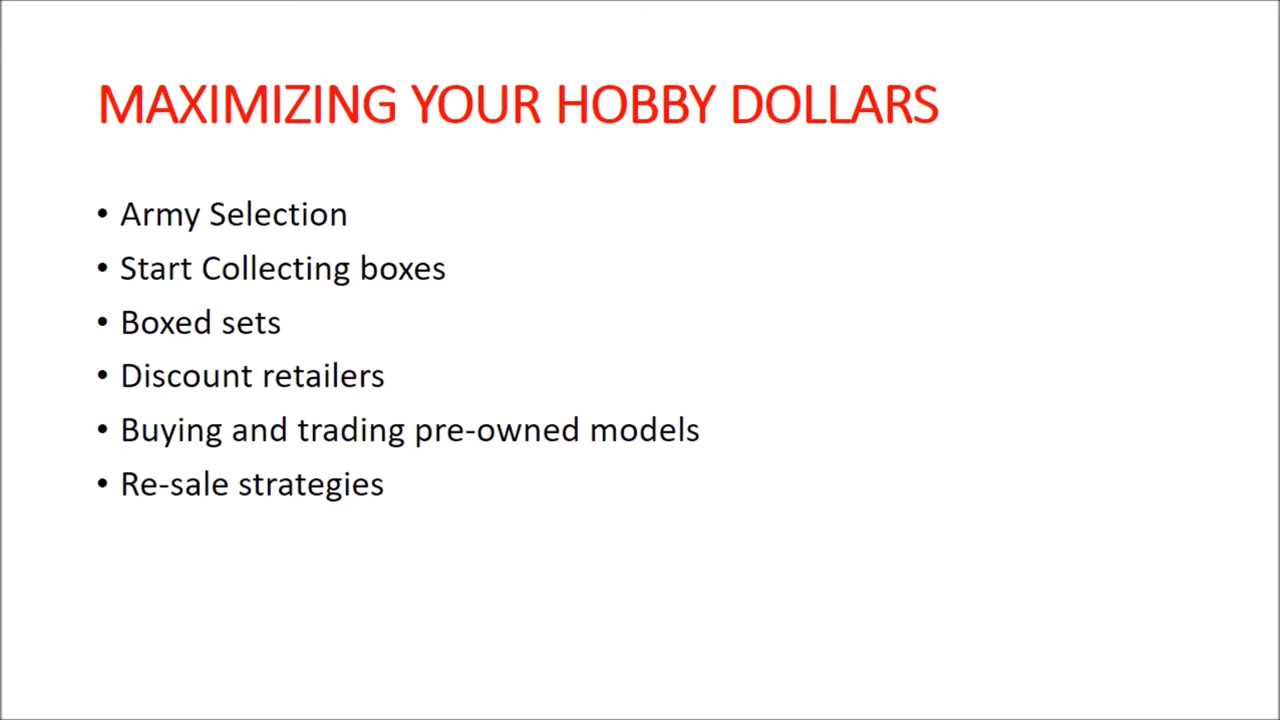 MAXIMIZING YOUR HOBBY DOLLARS
• Army Selection
• Start Collecting boxes
• Boxed sets
• Discount retailers
• Buying and trading pre-owned models
• Re-sale strategies